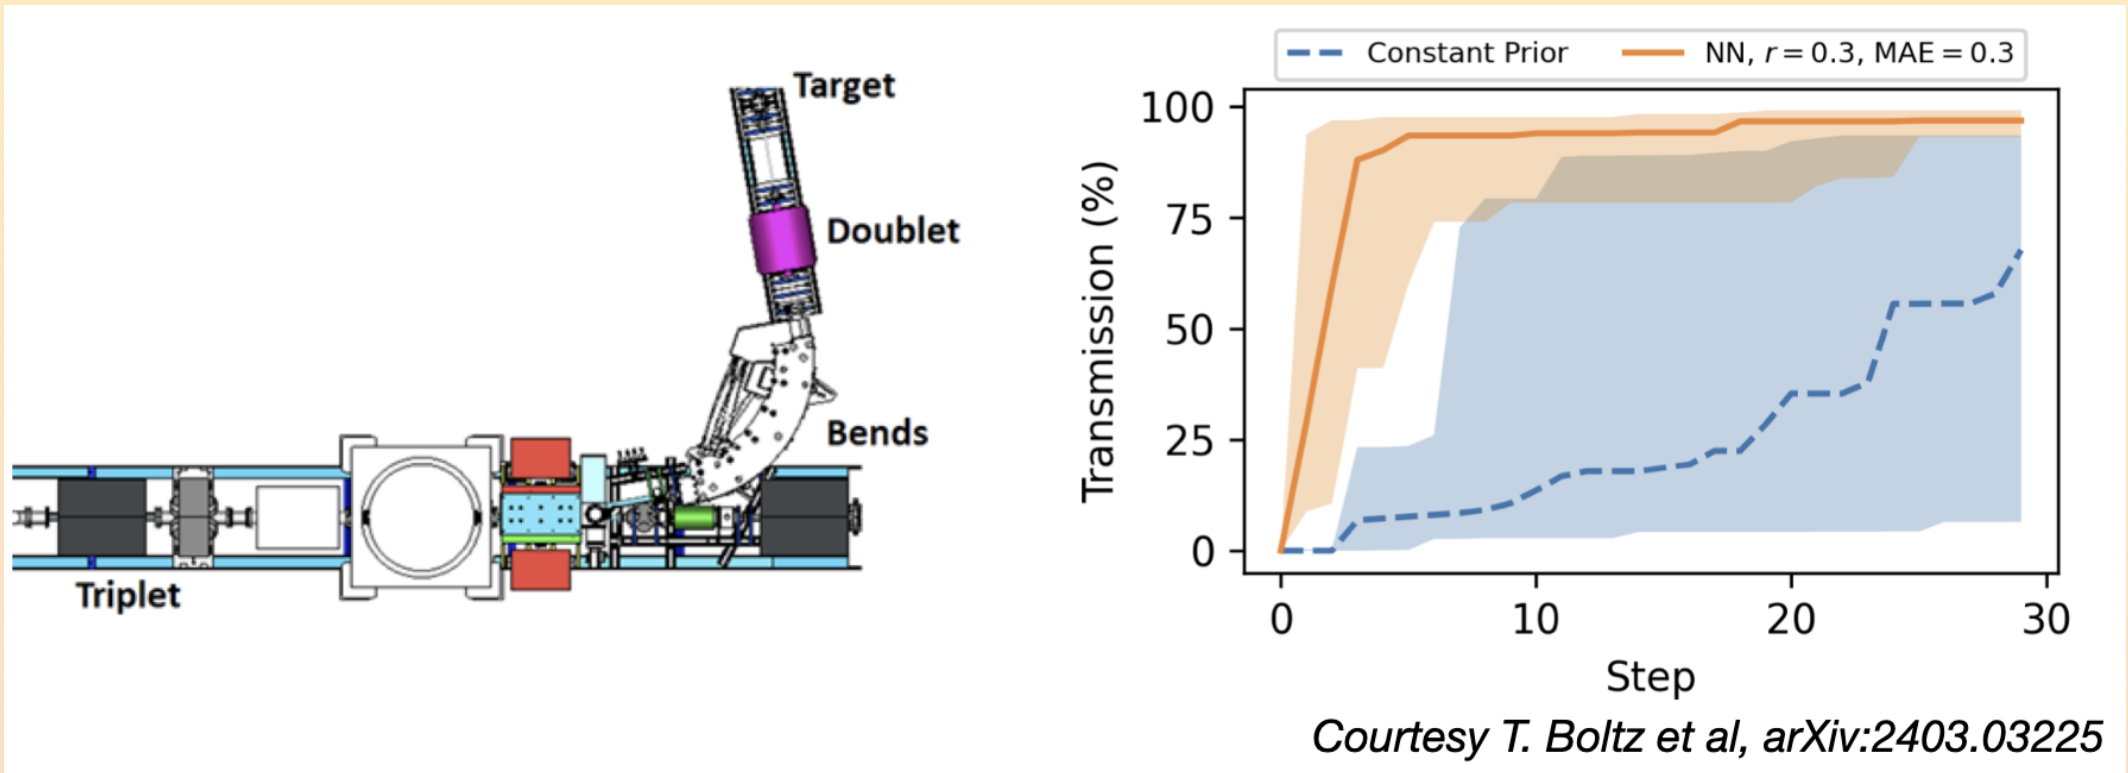 Target
Doublet
Bends
Triplet
Constant Prior
NN, r = 0.3, MAE = 0.3
Transmission (%)
100
75
50
25
0
0 10 20 30
Step
Courtesy T. Boltz et al, arXiv:2403.03225